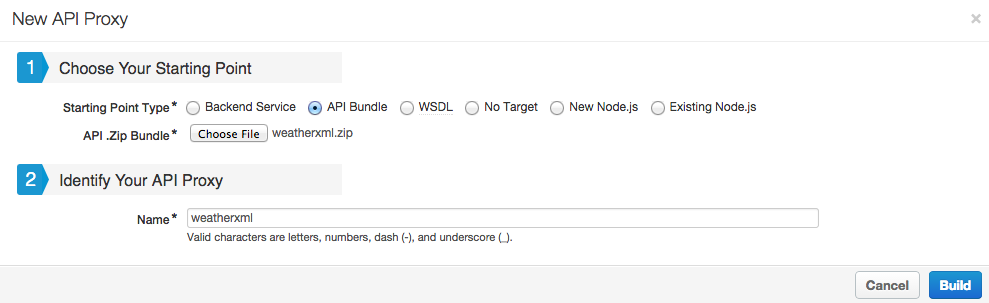 New API Proxy ×
1 Choose Your Starting Point
Starting Point Type* Backend Service API Bundle WSDL No Target New Node.js Existing Node.js
API .Zip Bundle* Choose File weatherxml.zip
2 Identify Your API Proxy
Name* weatherxml
Valid characters are letters, numbers, dash (-), and underscore (_).
Cancel Build